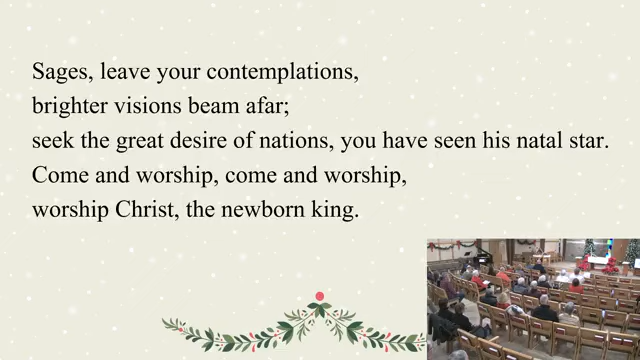 Sages, leave your contemplations,
brighter visions beam afar;
seek the great desire of nations, you have seen his natal star.
Come and worship, come and worship,
worship Christ, the newborn king.